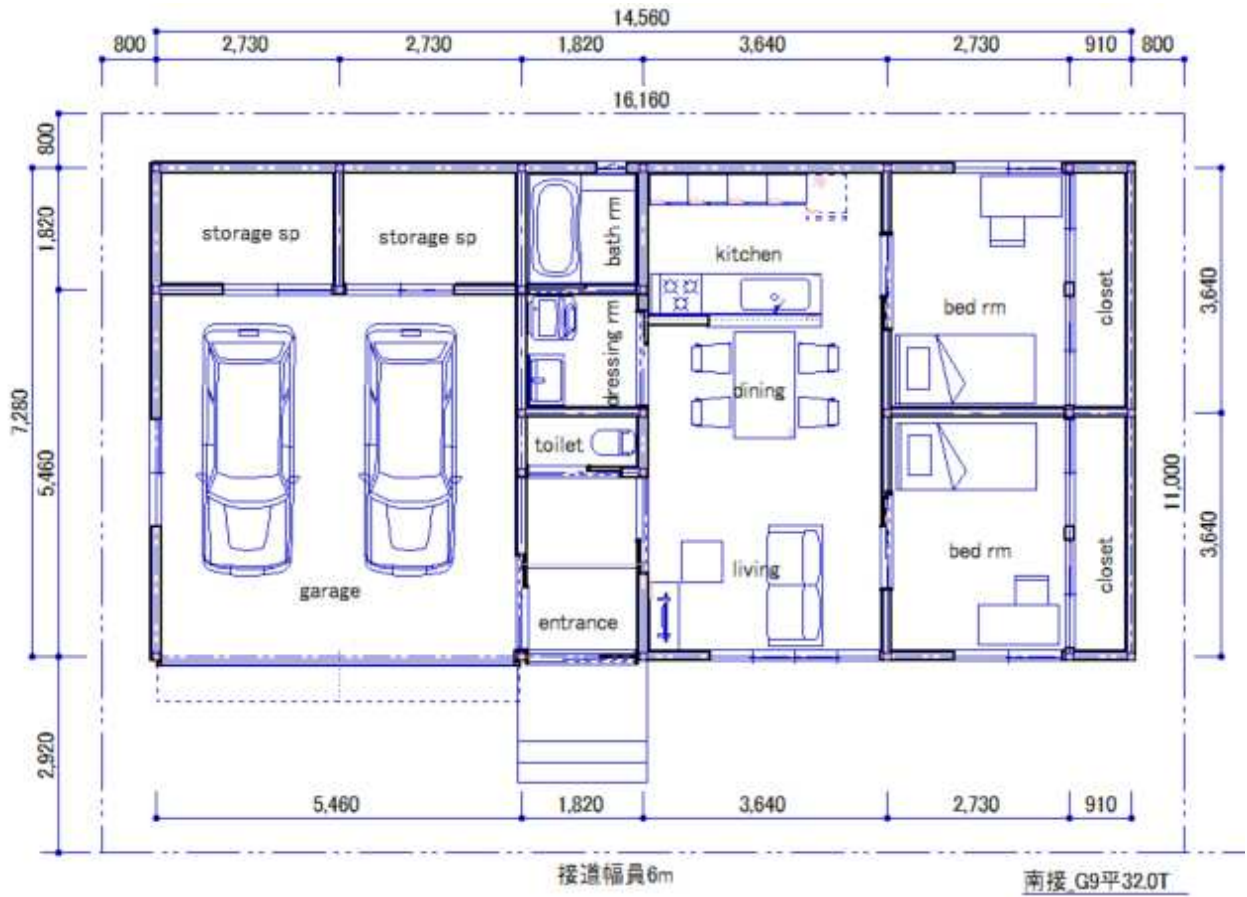 14,560
800 2,730 2,730 1,820 3,640 2,730 910 800
16,160
800
1,820
7,280
5,460
2,920
3,640
11,000
3,640
storage sp
storage sp
bath rm
kitchen
bed rm
closet
dressing rm
dining
toilet
garage
living
bed rm
closet
entrance
5,460 1,820 3,640 2,730 910
接道幅員6m
南接_G9平32.0T